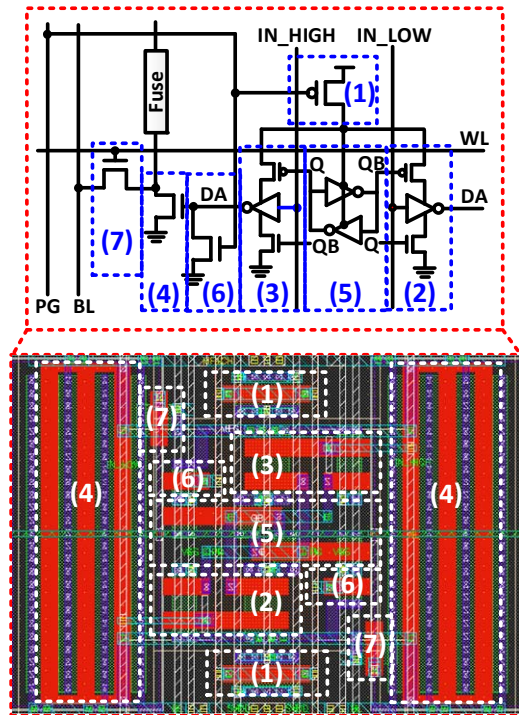 IN_HIGH IN_LOW
Fuse
(1)
WL
Q QB
DA DA
QB Q
(7)
(4) (6) (3) (5) (2)
PG BL
(1)
(7)
(4) (3) (4)
(6)
(5)
(6)
(2)
(7)
(1)